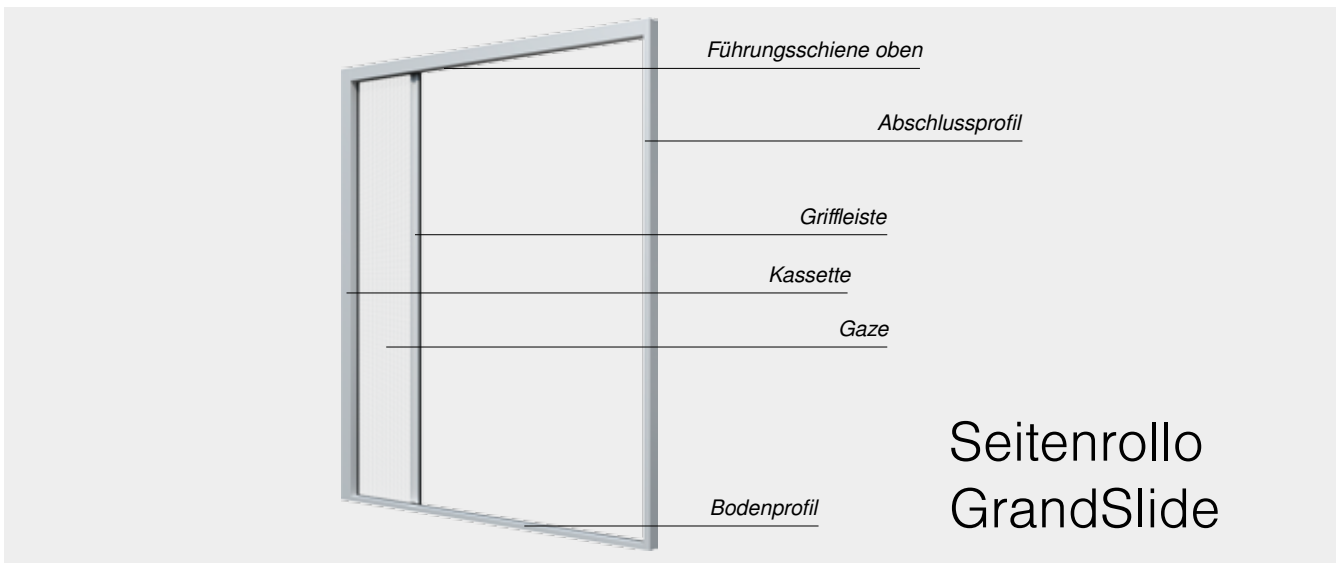 Führungsschiene oben
Abschlussprofil
Griffleiste
Kassette
Gaze
Bodenprofil
Seitenrollo
GrandSlide